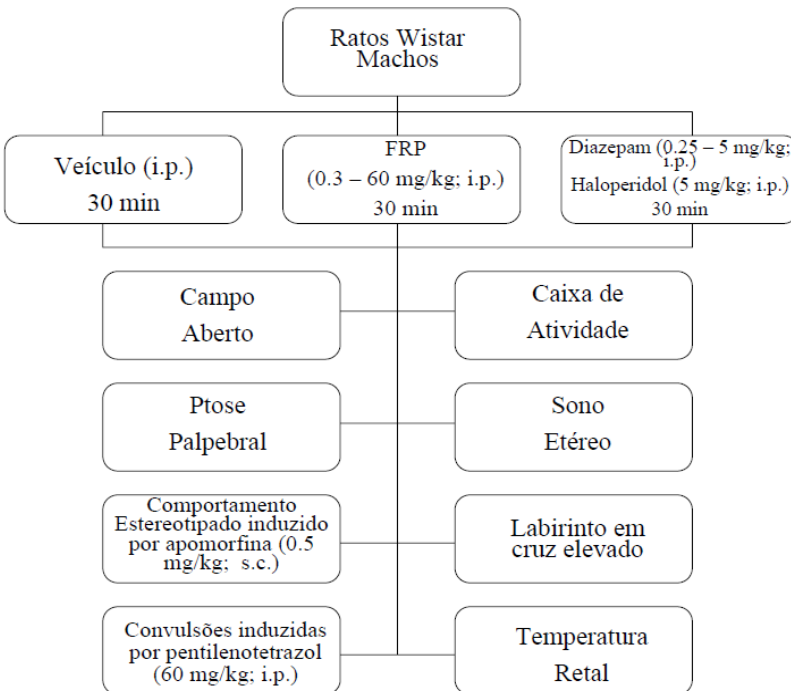 Ratos Wistar
Machos
Veículo (i.p.)
30 min
FRP
(0.3 – 60 mg/kg; i.p.)
30 min
Diazepam (0.25 – 5 mg/kg;
i.p.)
Haloperidol (5 mg/kg; i.p.)
30 min
Campo
Aberto
Caixa de
Atividade
Ptose
Palpebral
Sono
Etéreo
Comportamento
Estereotipado induzido
por apomorfina (0.5
mg/kg; s.c.)
Labirinto em
cruz elevado
Convulsões induzidas
por pentilenotetrazol
(60 mg/kg; i.p.)
Temperatura
Retal